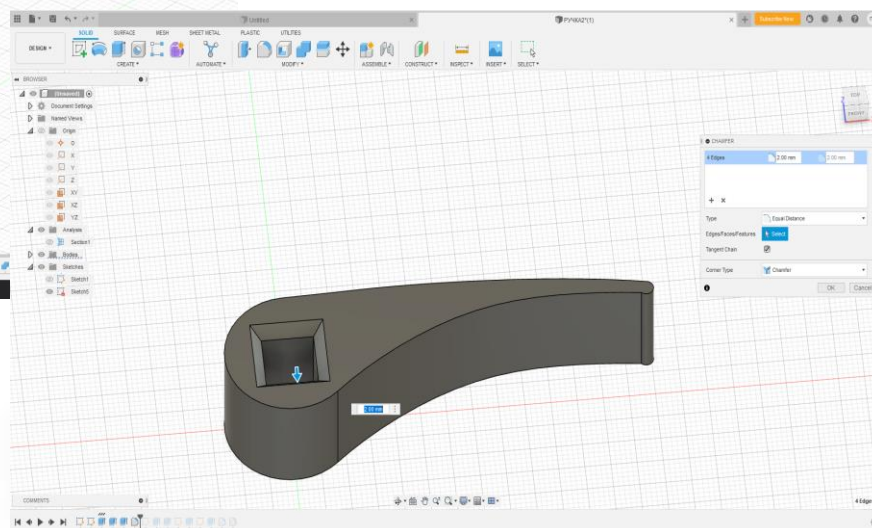 Untitled
РУЧКА2*(1)
Subscribe Now
DESIGN
SOLID SURFACE MESH SHEET METAL PLASTIC UTILITIES
CREATE AUTOMATE MODIFY ASSEMBLE CONSTRUCT INSPECT INSERT SELECT
BROWSER
(Unsaved)
Document Settings
Named Views
Origin
O
X
Y
Z
XY
XZ
YZ
Analysis
Section1
Bodies
Sketches
Sketch1
TOP
FRONT
Z
CHAMFER
4 Edges 2.00 mm 2.00 mm
Type Equal Distance
Edges/Faces/Features Select
Tangent Chain
Corner Type Chamfer
OK Cancel
2.00 mm
COMMENTS
4 Edges